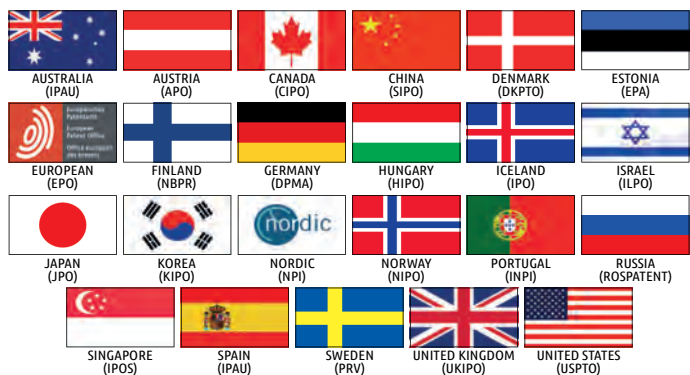 AUSTRALIA
(IPAU)
AUSTRIA
(APO)
CANADA
(CIPO)
CHINA
(SIPO)
DENMARK
(DKPTO)
ESTONIA
(EPA)
Europäisches
Patentamt
European
Patent Office
Office européen
des brevets
EUROPEAN
(EPO)
FINLAND
(NBPR)
GERMANY
(DPMA)
HUNGARY
(HIPO)
ICELAND
(IPO)
ISRAEL
(ILPO)
JAPAN
(JPO)
KOREA
(KIPO)
nordic
NORDIC
(NPI)
NORWAY
(NIPO)
PORTUGAL
(INPI)
RUSSIA
(ROSPATENT)
SINGAPORE
(IPOS)
SPAIN
(IPAU)
SWEDEN
(PRV)
UNITED KINGDOM
(UKIPO)
UNITED STATES
(USPTO)